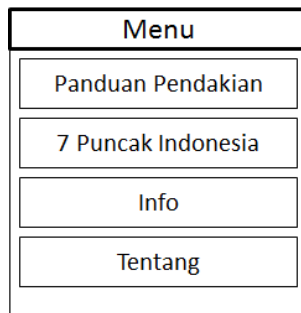 Menu
Panduan Pendakian
7 Puncak Indonesia
Info
Tentang